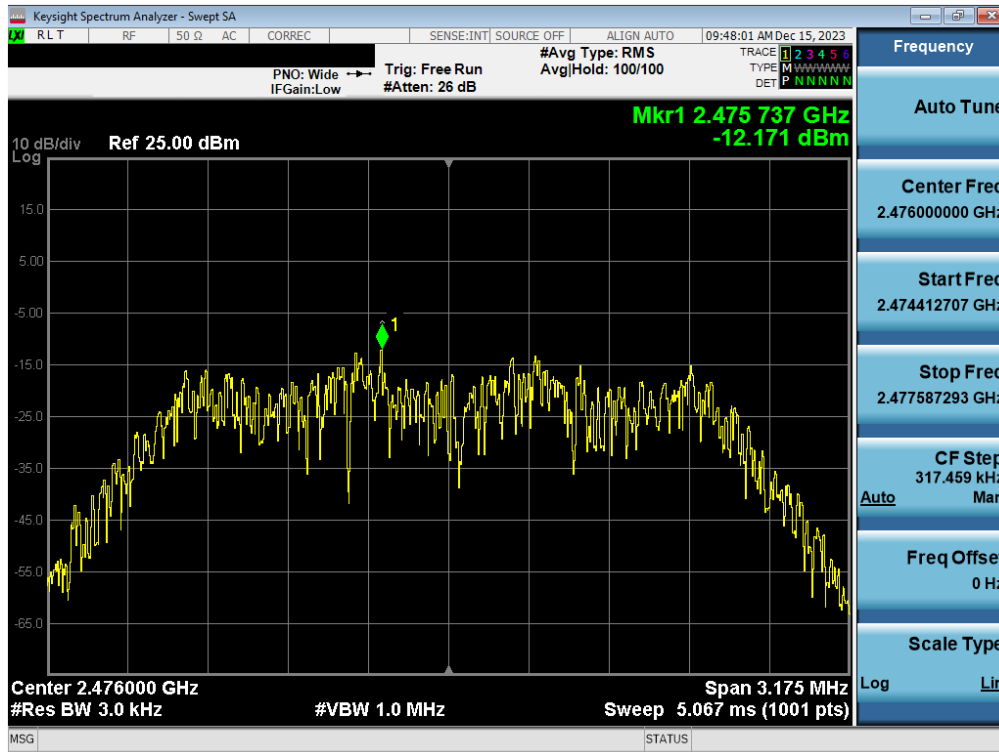 Keysight Spectrum Analyzer - Swept SA
LXI RLT RF 50 Ω AC CORREC SENSE:INT SOURCE OFF ALIGN AUTO 09:48:01 AM Dec 15, 2023
PNO: Wide
IFGain:Low
Trig: Free Run
#Atten: 26 dB
#Avg Type: RMS
Avg|Hold: 100/100
TRACE 1 2 3 4 5 6
TYPE M WWWWW
DET P N N N N N
Mkr1 2.475 737 GHz
-12.171 dBm
10 dB/div Ref 25.00 dBm
Log
15.0
5.00
-5.00
-15.0
-25.0
-35.0
-45.0
-55.0
-65.0
1
Center 2.476000 GHz Span 3.175 MHz
#Res BW 3.0 kHz #VBW 1.0 MHz Sweep 5.067 ms (1001 pts)
MSG STATUS
Frequency
Auto Tune
Center Freq
2.476000000 GHz
Start Freq
2.474412707 GHz
Stop Freq
2.477587293 GHz
CF Step
317.459 kHz
Auto Man
Freq Offset
0 Hz
Scale Type
Log Lin